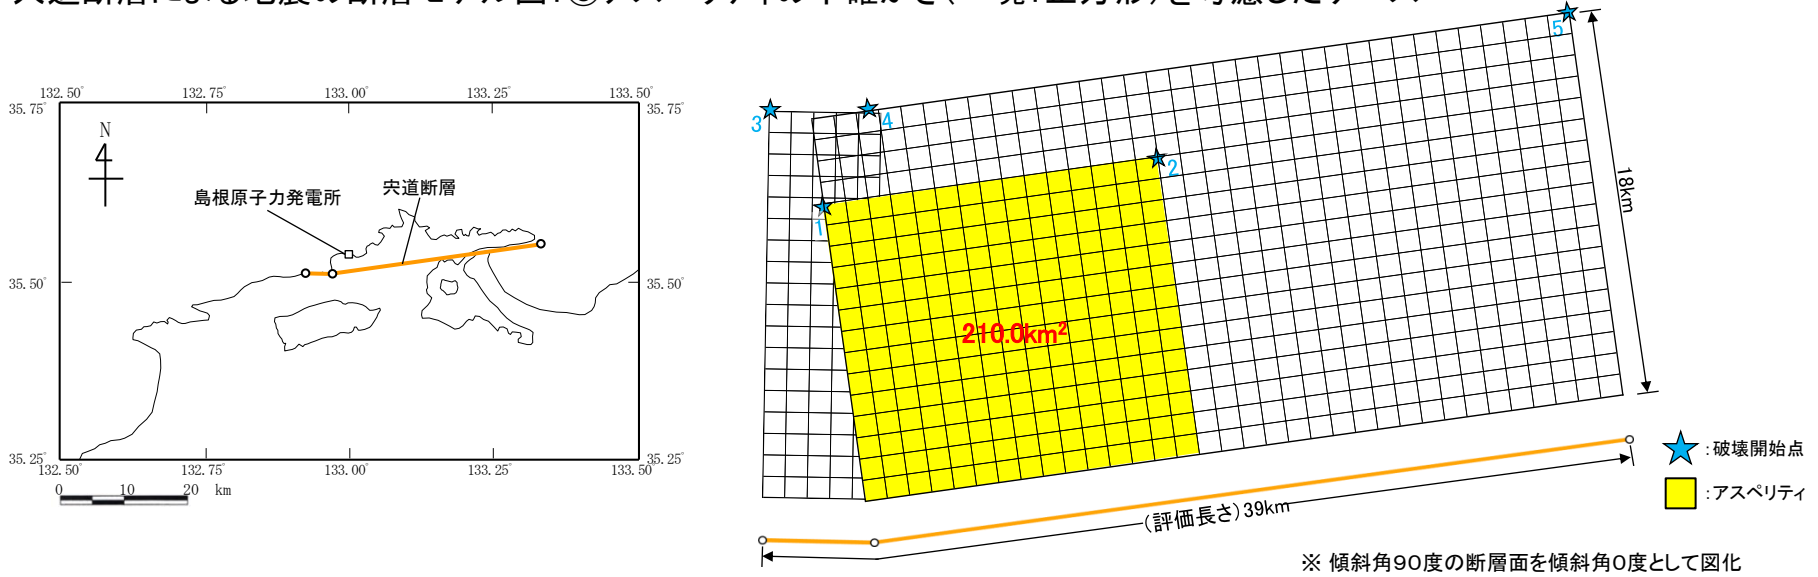 132.50°
132.75°
133.00°
133.25°
133.50°
35.75°
35.75°
N
島根原子力発電所
宍道断層
35.50°
35.50°
35.25°
35.25°
132.50°
132.75°
133.00°
133.25°
133.50°
0 10 20 km
3
4
5
1
2
18km
210.0km²
(評価長さ)39km
:破壊開始点
:アスペリティ
※ 傾斜角90度の断層面を傾斜角0度として図化